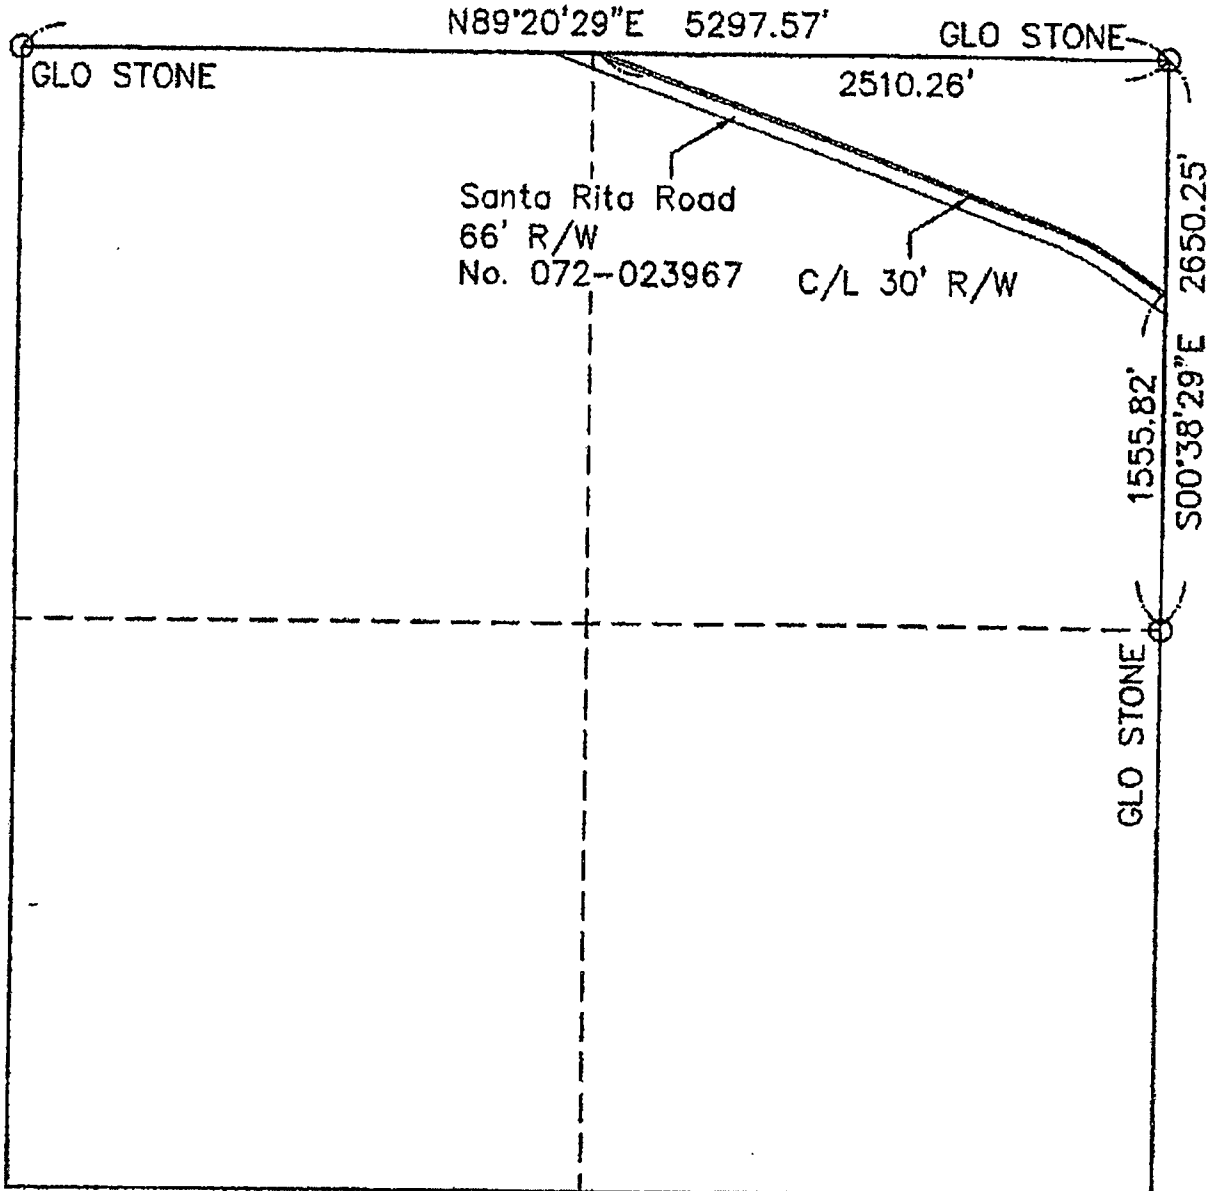 N89°20'29"E 5297.57'
GLO STONE
GLO STONE
2510.26'
Santa Rita Road
66' R/W
No. 072-023967
C/L 30' R/W
2650.25'
S00°38'29"E
1555.82'
GLO STONE